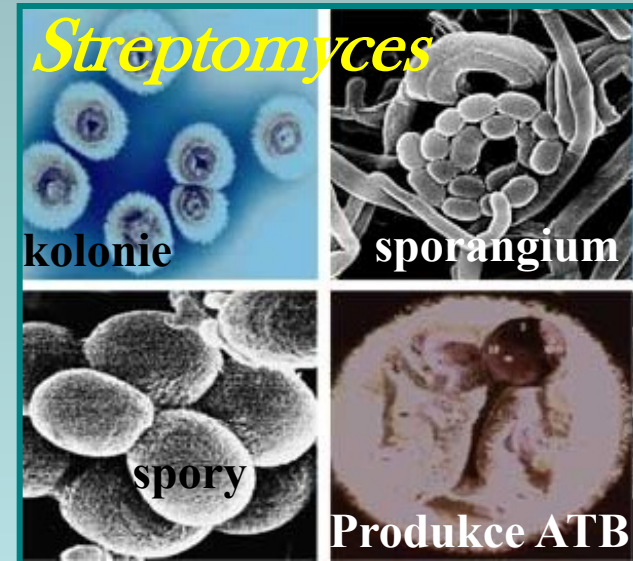 Streptomyces
kolonie
sporangium
spory
Produkce ATB